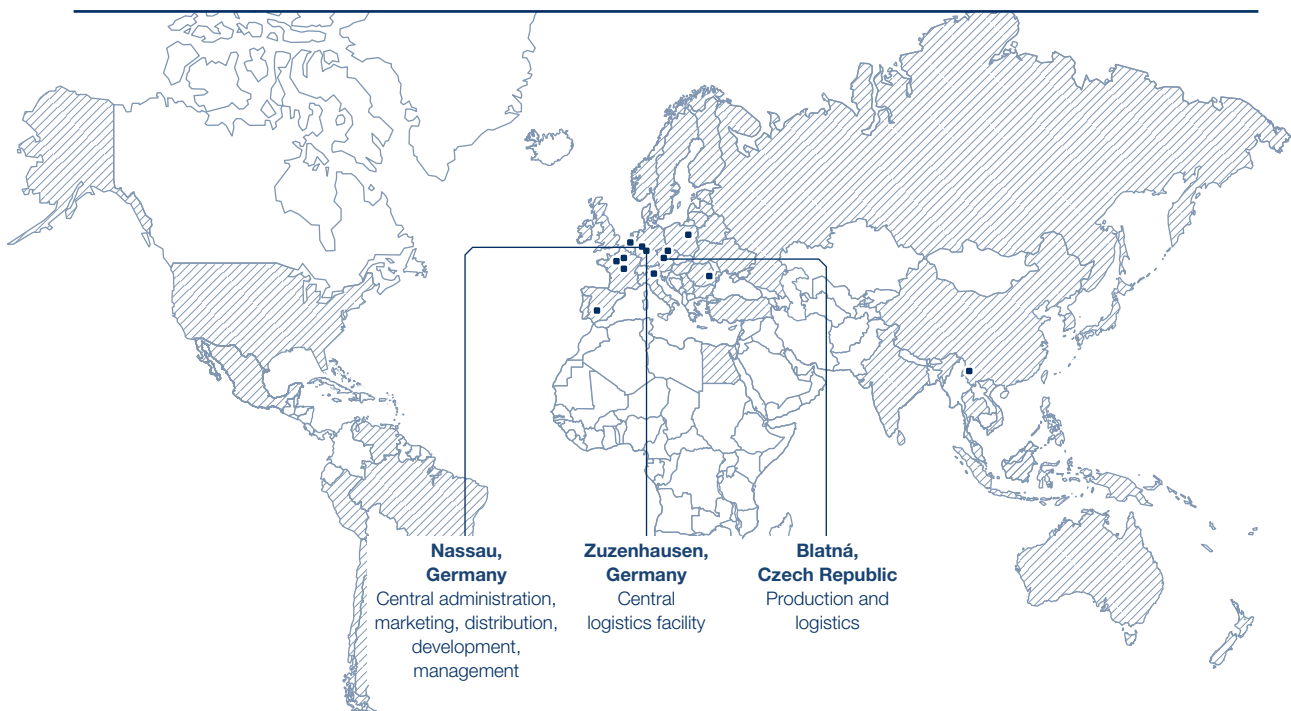 Nassau,
Germany
Central administration,
marketing, distribution,
development,
management
Zuzenhausen,
Germany
Central
logistics facility
Blatná,
Czech Republic
Production and
logistics